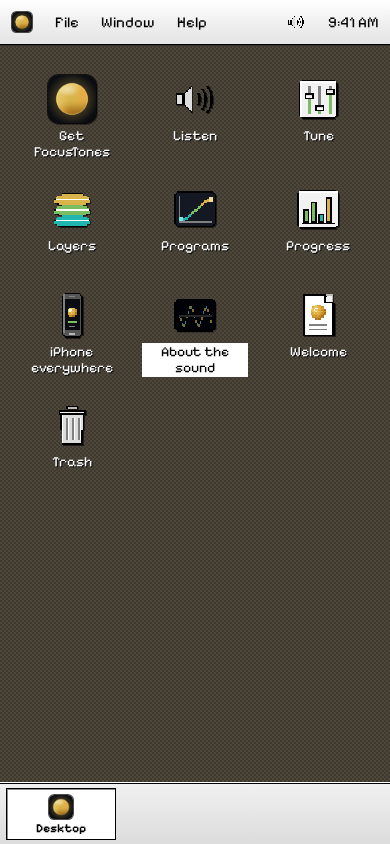 File Window Help 9:41 AM
Get
FocusTones
Listen
Tune
Layers
Programs
Progress
iPhone
everywhere
About the
sound
Welcome
Trash
Desktop